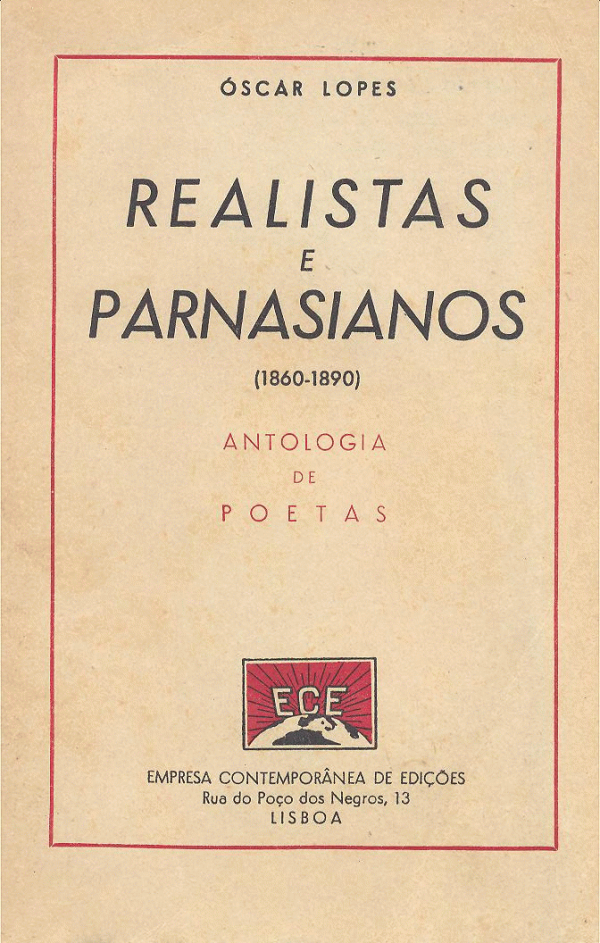 ÓSCAR LOPES
REALISTAS
E
PARNASIANOS
(1860-1890)
ANTOLOGIA
DE
POETAS
ECE
EMPRESA CONTEMPORÂNEA DE EDIÇÕES
Rua do Poço dos Negros, 13
LISBOA